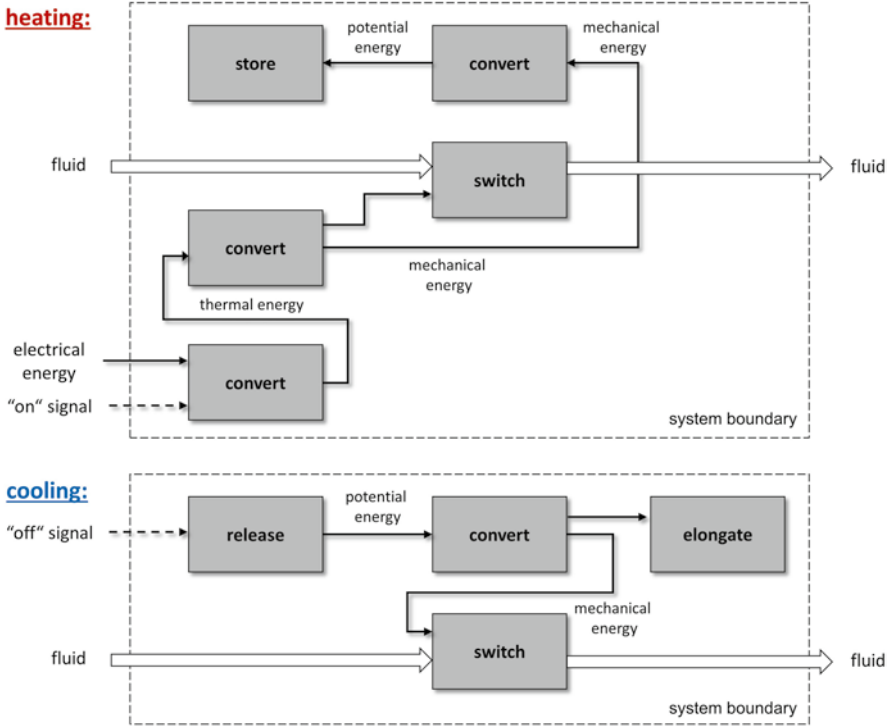 heating:
potential
energy
mechanical
energy
store
convert
fluid
switch
fluid
convert
mechanical
energy
thermal energy
electrical
energy
convert
“on“ signal
system boundary
cooling:
potential
energy
“off“ signal
release
convert
elongate
mechanical
energy
fluid
switch
fluid
system boundary